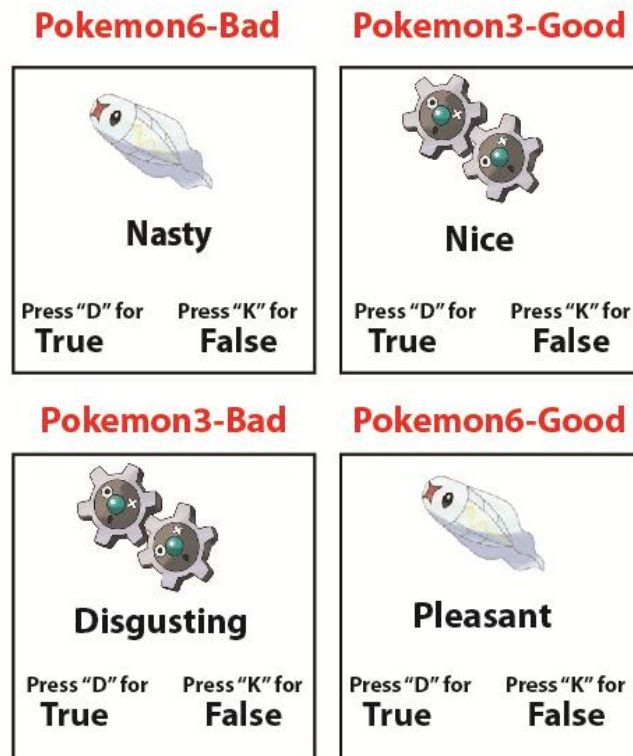 Pokemon6-Bad
Pokemon3-Good
Nasty
Nice
Press "D" for
Press "K" for
True
False
Press "D" for
Press "K" for
True
False
Pokemon3-Bad
Pokemon6-Good
Disgusting
Pleasant
Press "D" for
Press "K" for
True
False
Press "D" for
Press "K" for
True
False